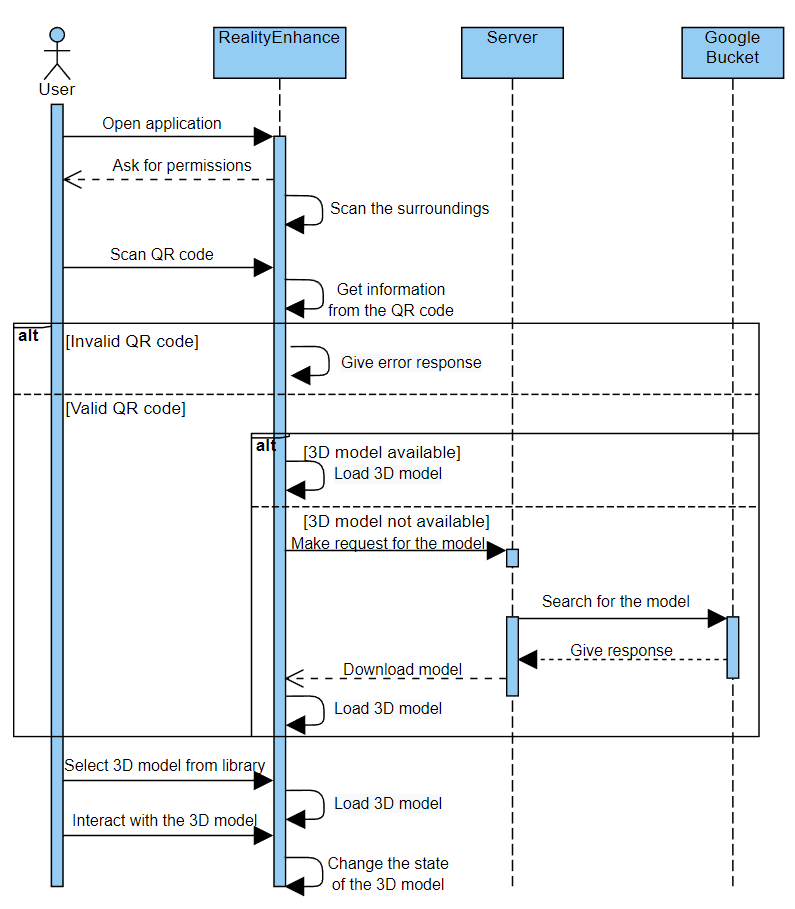 RealityEnhance
Server
Google
Bucket
User
Open application
Ask for permissions
Scan the surroundings
Scan QR code
Get information
from the QR code
alt
[Invalid QR code]
Give error response
[Valid QR code]
alt
[3D model available]
Load 3D model
[3D model not available]
Make request for the model
Search for the model
Give response
Download model
Load 3D model
Select 3D model from library
Load 3D model
Interact with the 3D model
Change the state
of the 3D model